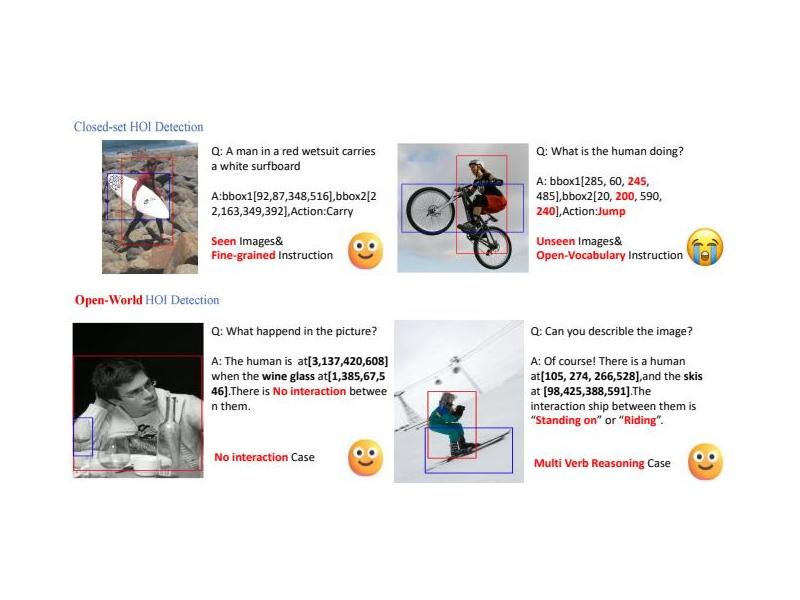 Closed-set HOI Detection
Q: A man in a red wetsuit carries
a white surfboard
A:bbox1[92,87,348,516],bbox2[2
2,163,349,392],Action:Carry
Seen Images&
Fine-grained Instruction
Q: What is the human doing?
A: bbox1[285, 60, 245,
485],bbox2[20, 200, 590,
240],Action:Jump
Unseen Images&
Open-Vocabulary Instruction
Open-World HOI Detection
Q: What happend in the picture?
A: The human is at[3,137,420,608]
when the wine glass at[1,385,67,5
46].There is No interaction betwee
n them.
No interaction Case
Q: Can you describle the image?
A: Of course! There is a human
at[105, 274, 266,528],and the skis
at [98,425,388,591].The
interaction ship between them is
“Standing on” or “Riding”.
Multi Verb Reasoning Case